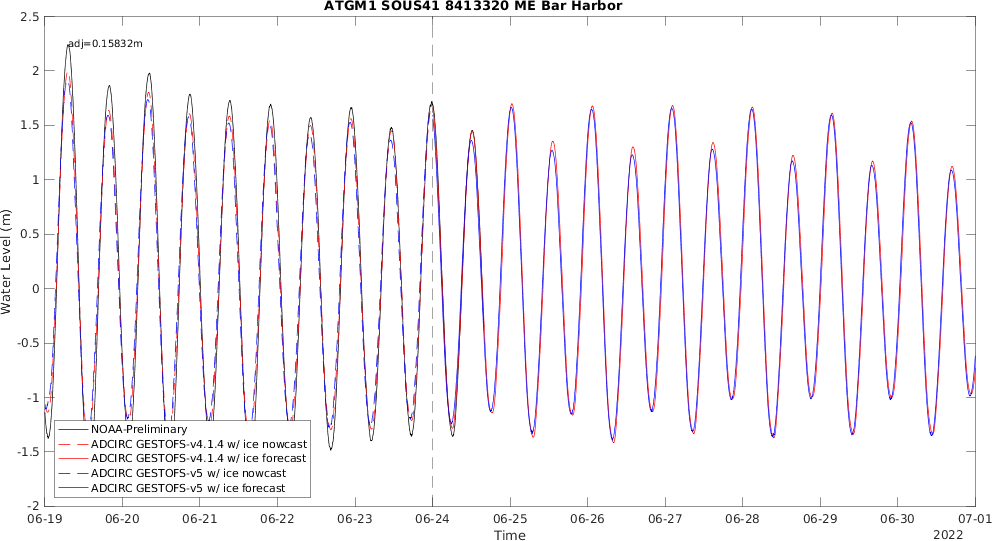 ATGM1 SOUS41 8413320 ME Bar Harbor
adj=0.15832m
2.5
2
1.5
1
0.5
0
-0.5
-1
-1.5
-2
Water Level (m)
NOAA-Preliminary
ADCIRC GESTOFS-v4.1.4 w/ ice nowcast
ADCIRC GESTOFS-v4.1.4 w/ ice forecast
ADCIRC GESTOFS-v5 w/ ice nowcast
ADCIRC GESTOFS-v5 w/ ice forecast
06-19 06-20 06-21 06-22 06-23 06-24 06-25 06-26 06-27 06-28 06-29 06-30 07-01
Time
2022